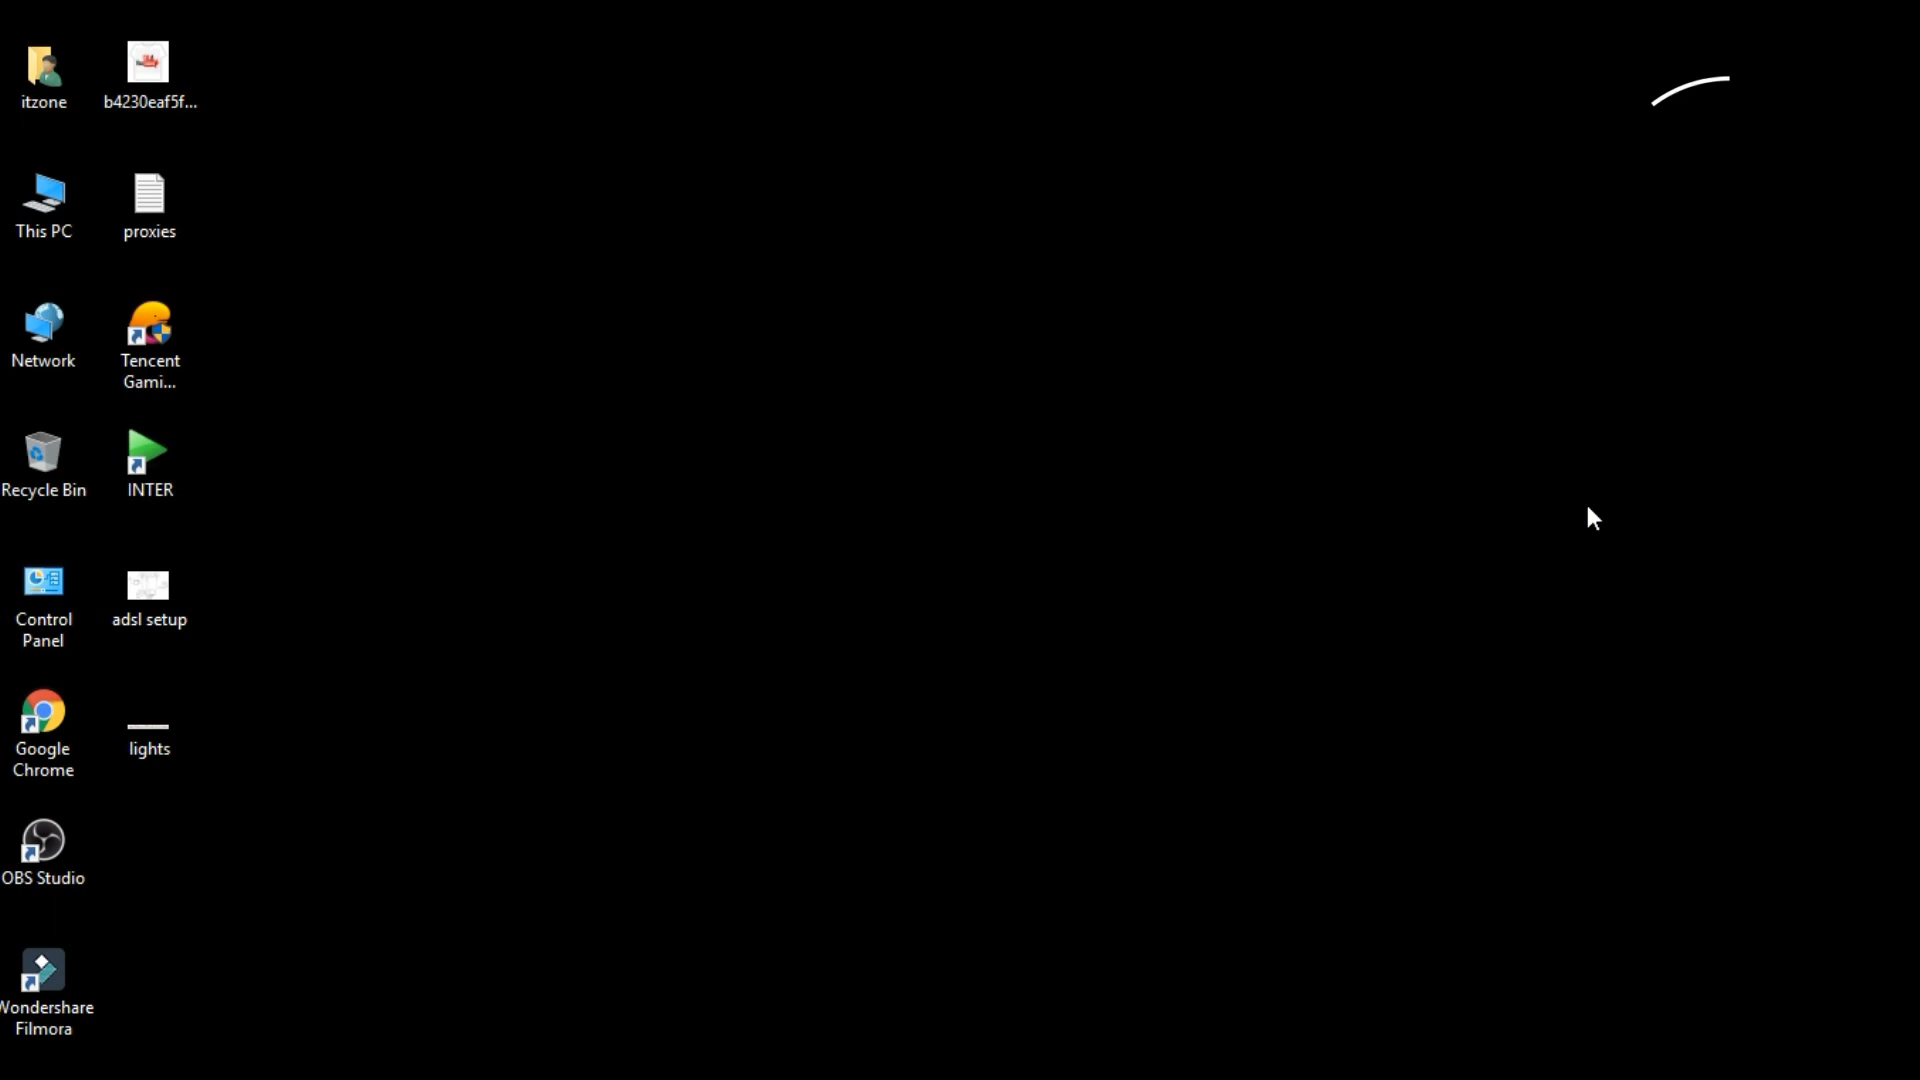 itzone
b4230eaf5f...
This PC
proxies
Network
Tencent
Gami...
Recycle Bin
INTER
Control
Panel
adsl setup
Google
Chrome
lights
OBS Studio
Wondershare
Filmora